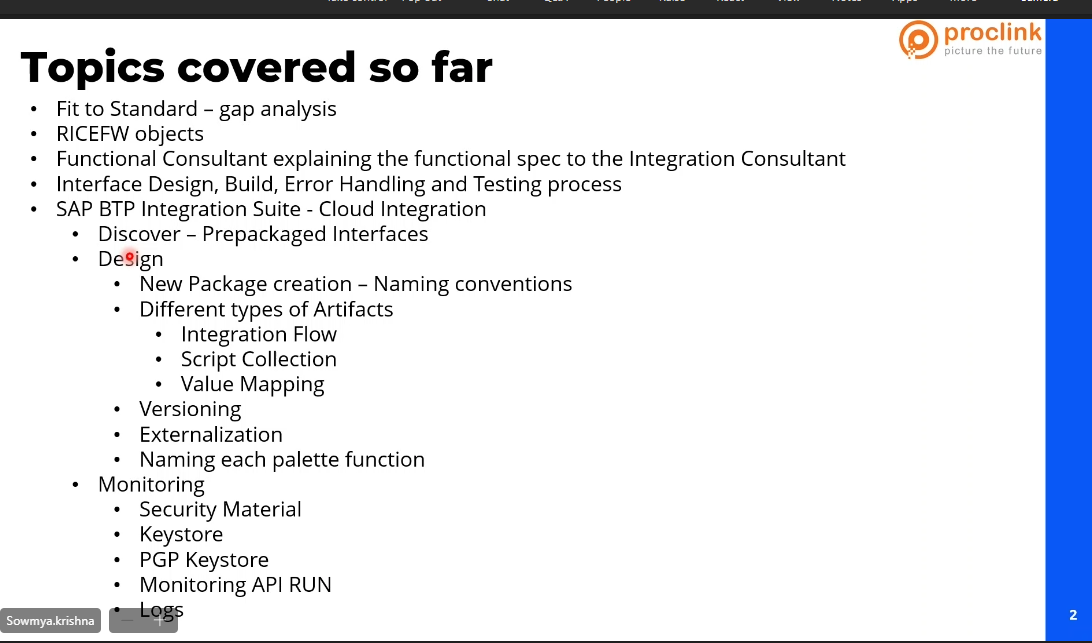 proclink
picture the future
Topics covered so far
• Fit to Standard – gap analysis
• RICEFW objects
• Functional Consultant explaining the functional spec to the Integration Consultant
• Interface Design, Build, Error Handling and Testing process
• SAP BTP Integration Suite - Cloud Integration
• Discover – Prepackaged Interfaces
• Design
• New Package creation – Naming conventions
• Different types of Artifacts
• Integration Flow
• Script Collection
• Value Mapping
• Versioning
• Externalization
• Naming each palette function
• Monitoring
• Security Material
• Keystore
• PGP Keystore
• Monitoring API RUN
• Logs
Sowmya.krishna
2